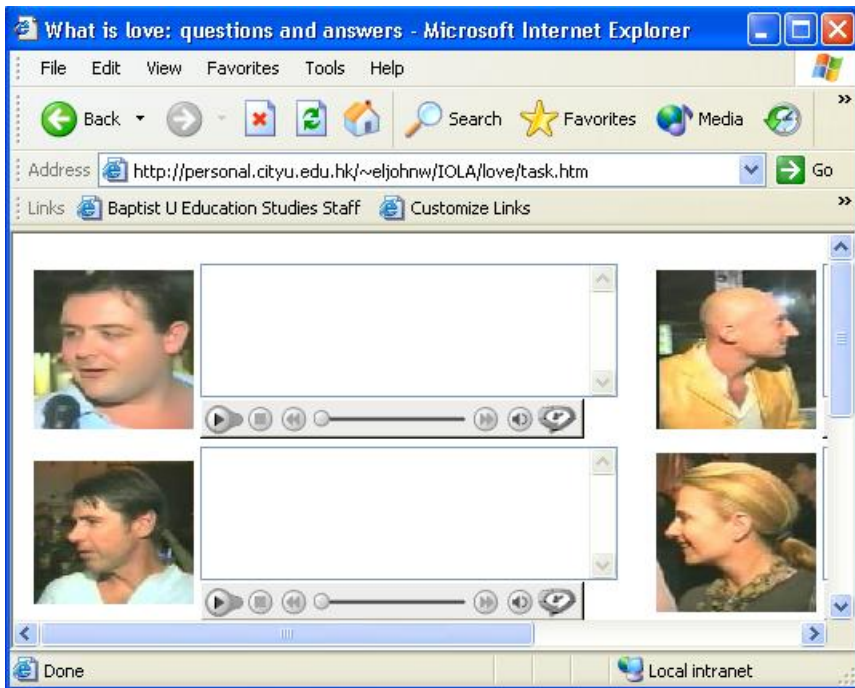 What is love: questions and answers - Microsoft Internet Explorer
File Edit View Favorites Tools Help
Back Search Favorites Media »
Address http://personal.cityu.edu.hk/~eljohnw/IOLA/love/task.htm Go
Links Baptist U Education Studies Staff Customize Links »
Done Local intranet